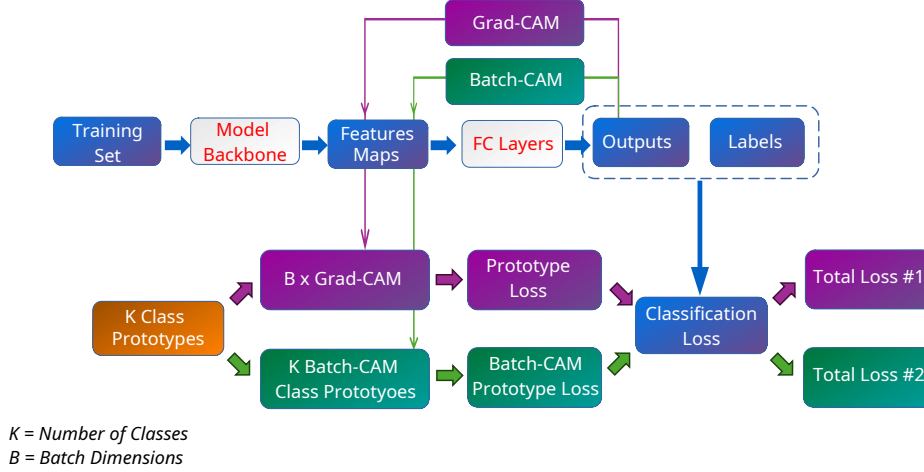 Grad-CAM
Batch-CAM
Training
Set
Model
Backbone
Features
Maps
FC Layers
Outputs
Labels
B x Grad-CAM
Prototype
Loss
K Class
Prototypes
Classification
Loss
Total Loss #1
K Batch-CAM
Class Prototyoes
Batch-CAM
Prototype Loss
Total Loss #2
K = Number of Classes
B = Batch Dimensions